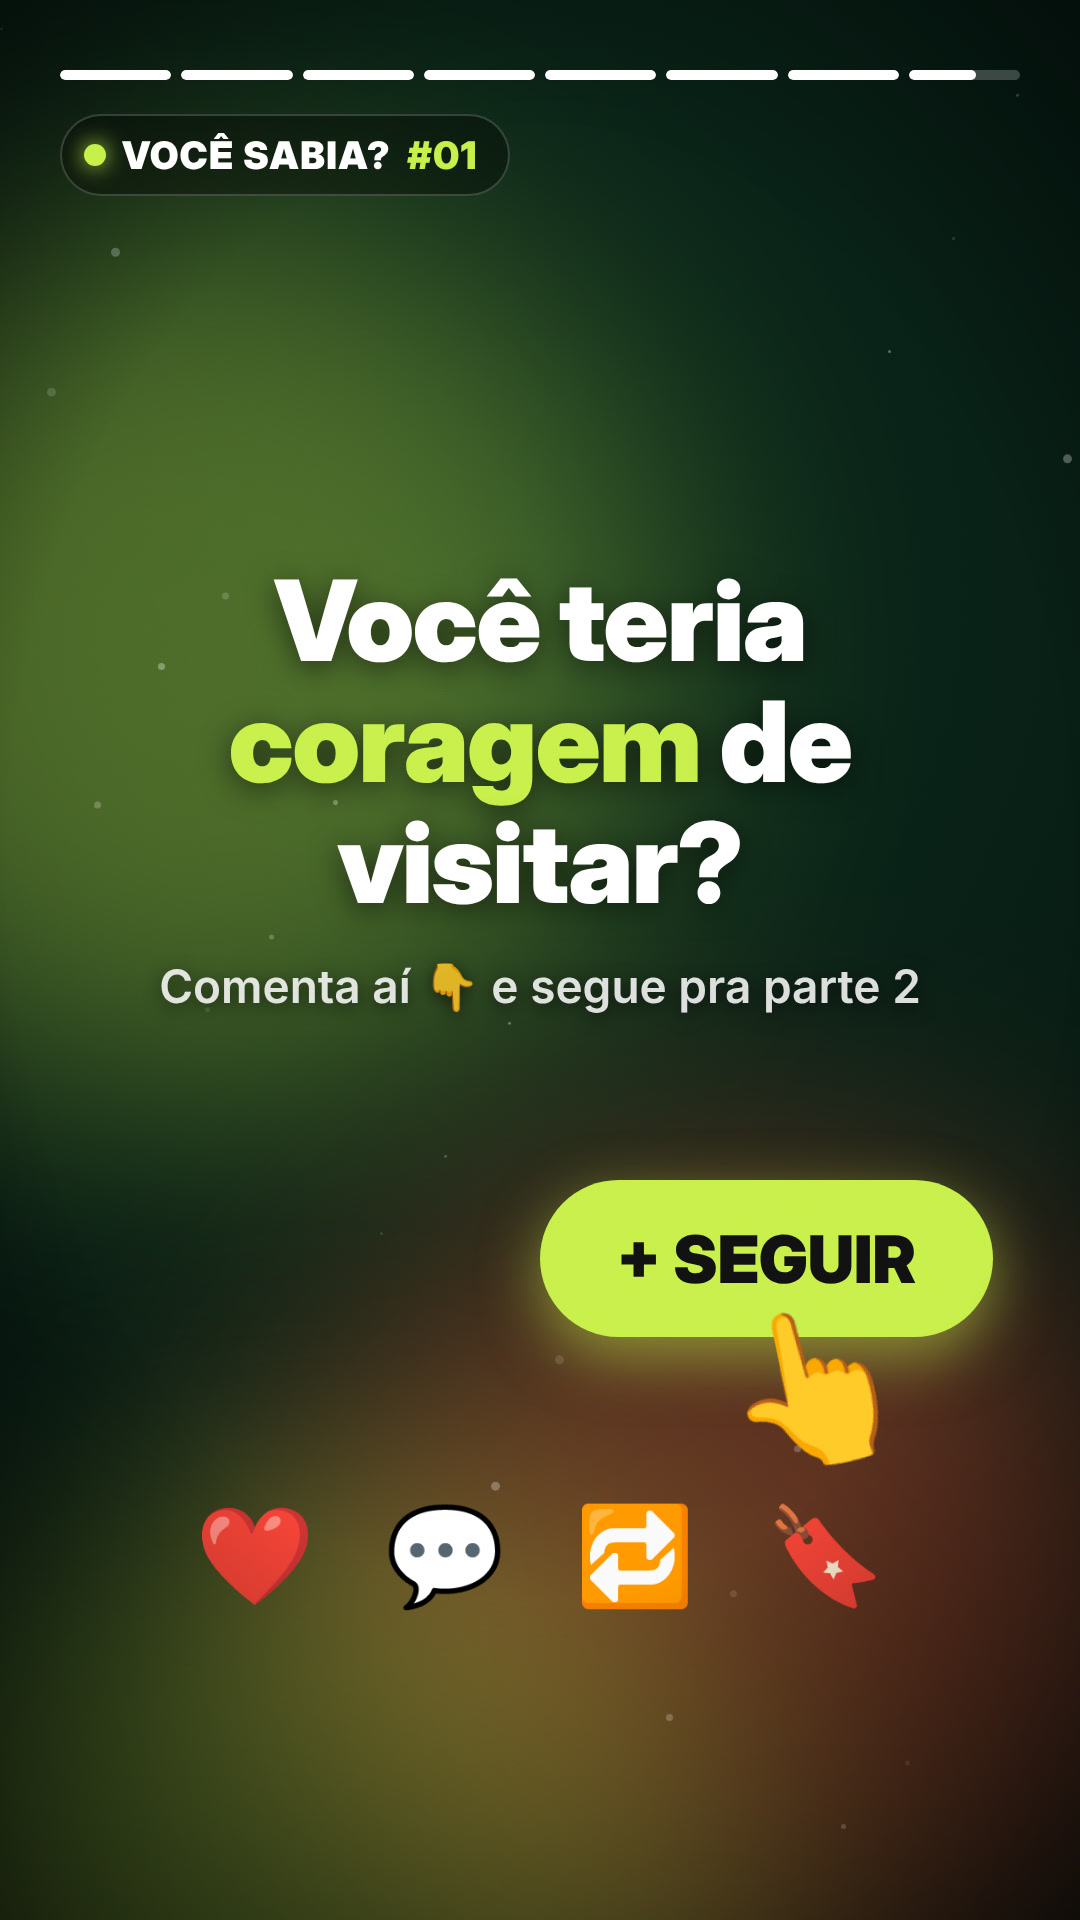 VOCÊ SABIA? #01
Você teria
coragem de
visitar?
Comenta aí 👇 e segue pra parte 2
+ SEGUIR